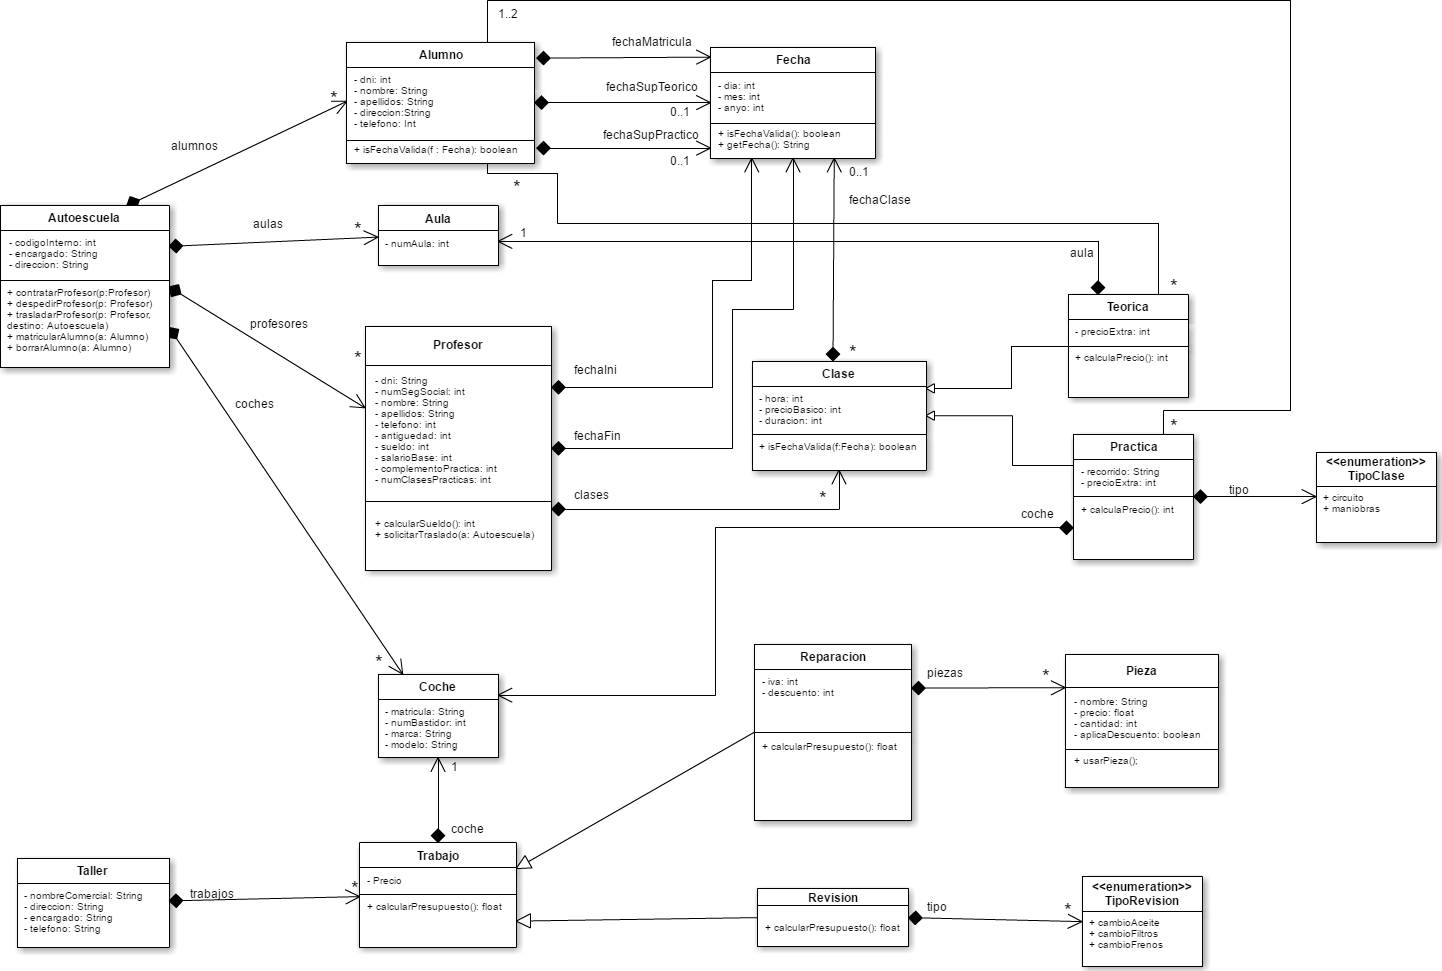 1..2
Alumno
- dni: int
- nombre: String
- apellidos: String
- direccion:String
- telefono: Int
+ isFechaValida(f : Fecha): boolean
fechaMatricula
fechaSupTeorico
0..1
fechaSupPractico
0..1
Fecha
- dia: int
- mes: int
- anyo: int
+ isFechaValida(): boolean
+ getFecha(): String
alumnos
*
*
0..1
fechaClase
Autoescuela
- codigoInterno: int
- encargado: String
- direccion: String
+ contratarProfesor(p:Profesor)
+ despedirProfesor(p: Profesor)
+ trasladarProfesor(p: Profesor,
destino: Autoescuela)
+ matricularAlumno(a: Alumno)
+ borrarAlumno(a: Alumno)
aulas
*
Aula
- numAula: int
1
aula
*
Teorica
- precioExtra: int
+ calculaPrecio(): int
profesores
*
coches
*
Profesor
- dni: String
- numSegSocial: int
- nombre: String
- apellidos: String
- telefono: int
- antiguedad: int
- sueldo: int
- salarioBase: int
- complementoPractica: int
- numClasesPracticas: int
+ calcularSueldo(): int
+ solicitarTraslado(a: Autoescuela)
fechaIni
fechaFin
clases
*
*
Clase
- hora: int
- precioBasico: int
- duracion: int
+ isFechaValida(f:Fecha): boolean
*
Practica
- recorrido: String
- precioExtra: int
+ calculaPrecio(): int
coche
tipo
<<enumeration>>
TipoClase
+ circuito
+ maniobras
Coche
- matricula: String
- numBastidor: int
- marca: String
- modelo: String
1
coche
Reparacion
- iva: int
- descuento: int
+ calcularPresupuesto(): float
piezas
*
Pieza
- nombre: String
- precio: float
- cantidad: int
- aplicaDescuento: boolean
+ usarPieza();
Taller
- nombreComercial: String
- direccion: String
- encargado: String
- telefono: String
trabajos
*
Trabajo
- Precio
+ calcularPresupuesto(): float
Revision
+ calcularPresupuesto(): float
tipo
*
<<enumeration>>
TipoRevision
+ cambioAceite
+ cambioFiltros
+ cambioFrenos